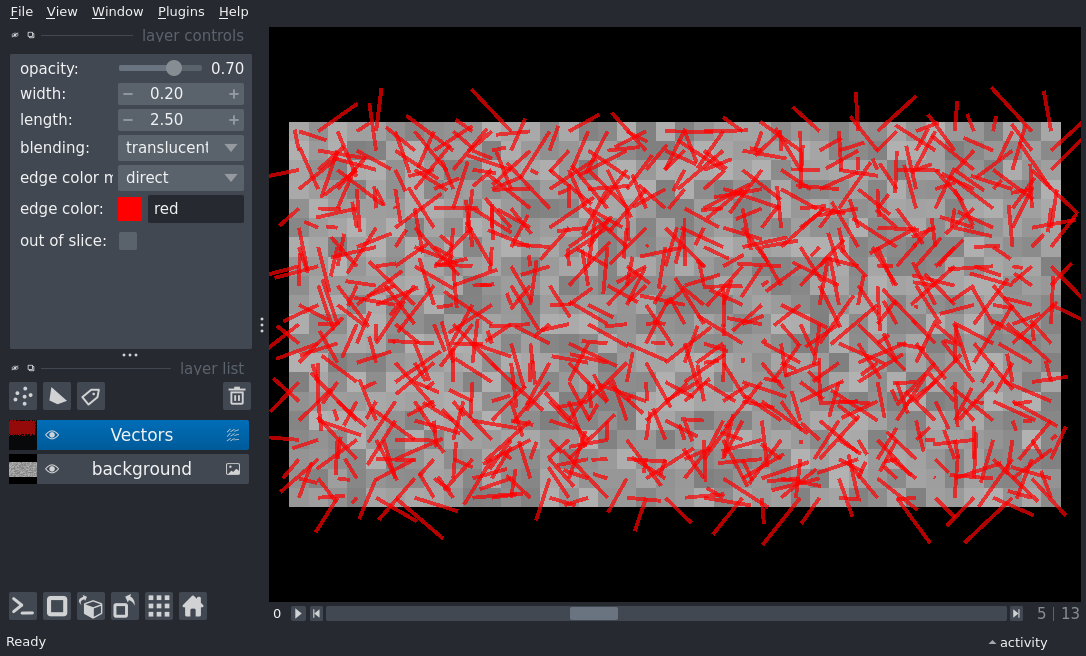 File View Window Plugins Help
layer controls
opacity: 0.70
width: − 0.20 +
length: − 2.50 +
blending: translucent
edge color m direct
edge color: red
out of slice:
layer list
Vectors
background
0 5 | 13
Ready activity